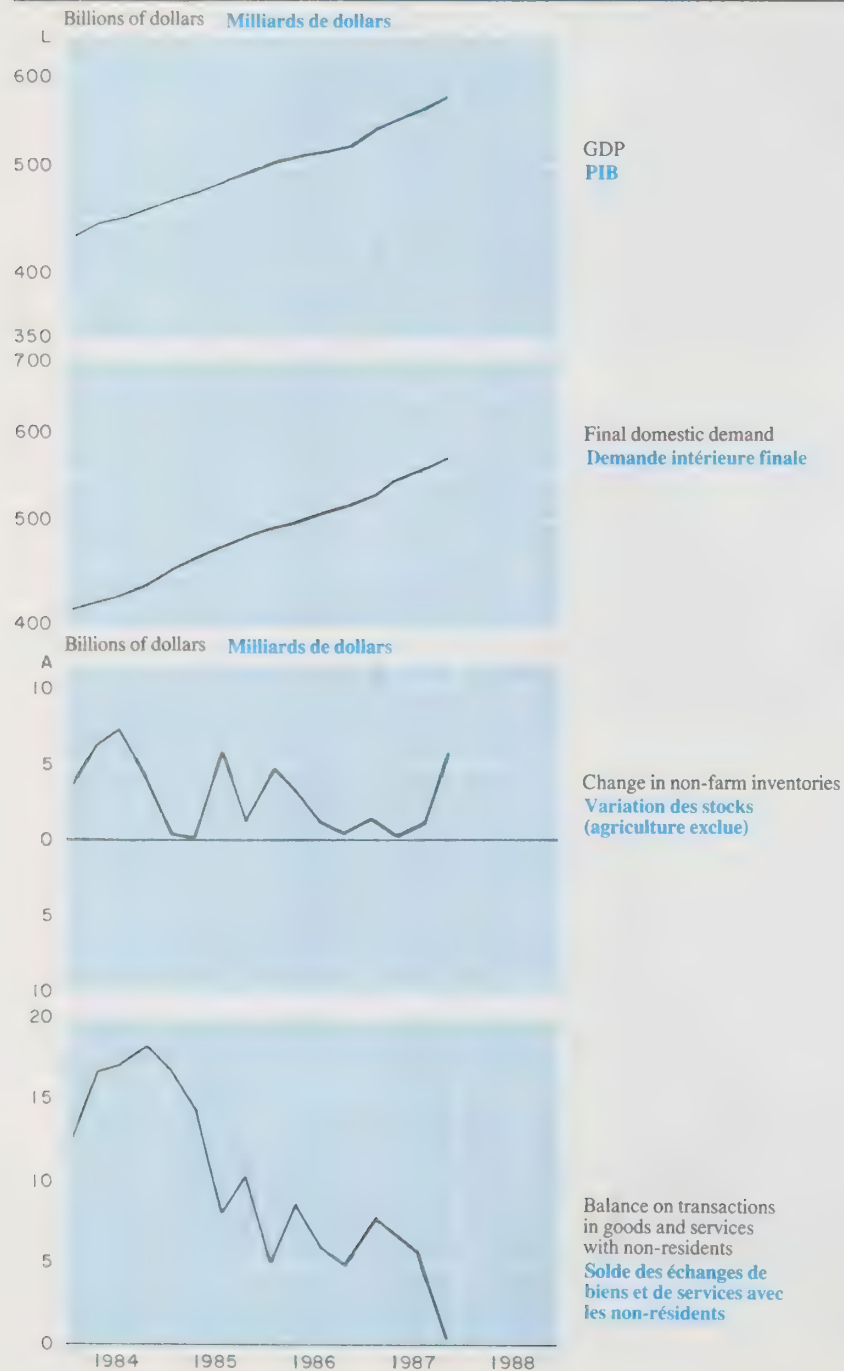 Billions of dollars Milliards de dollars
L
600
500
400
350
GDP
PIB
700
600
500
400
Final domestic demand
Demande intérieure finale
Billions of dollars Milliards de dollars
A
10
5
0
5
10
Change in non-farm inventories
Variation des stocks
(agriculture exclue)
20
15
10
5
0
Balance on transactions
in goods and services
with non-residents
Solde des échanges de
biens et de services avec
les non-résidents
1984 1985 1986 1987 1988